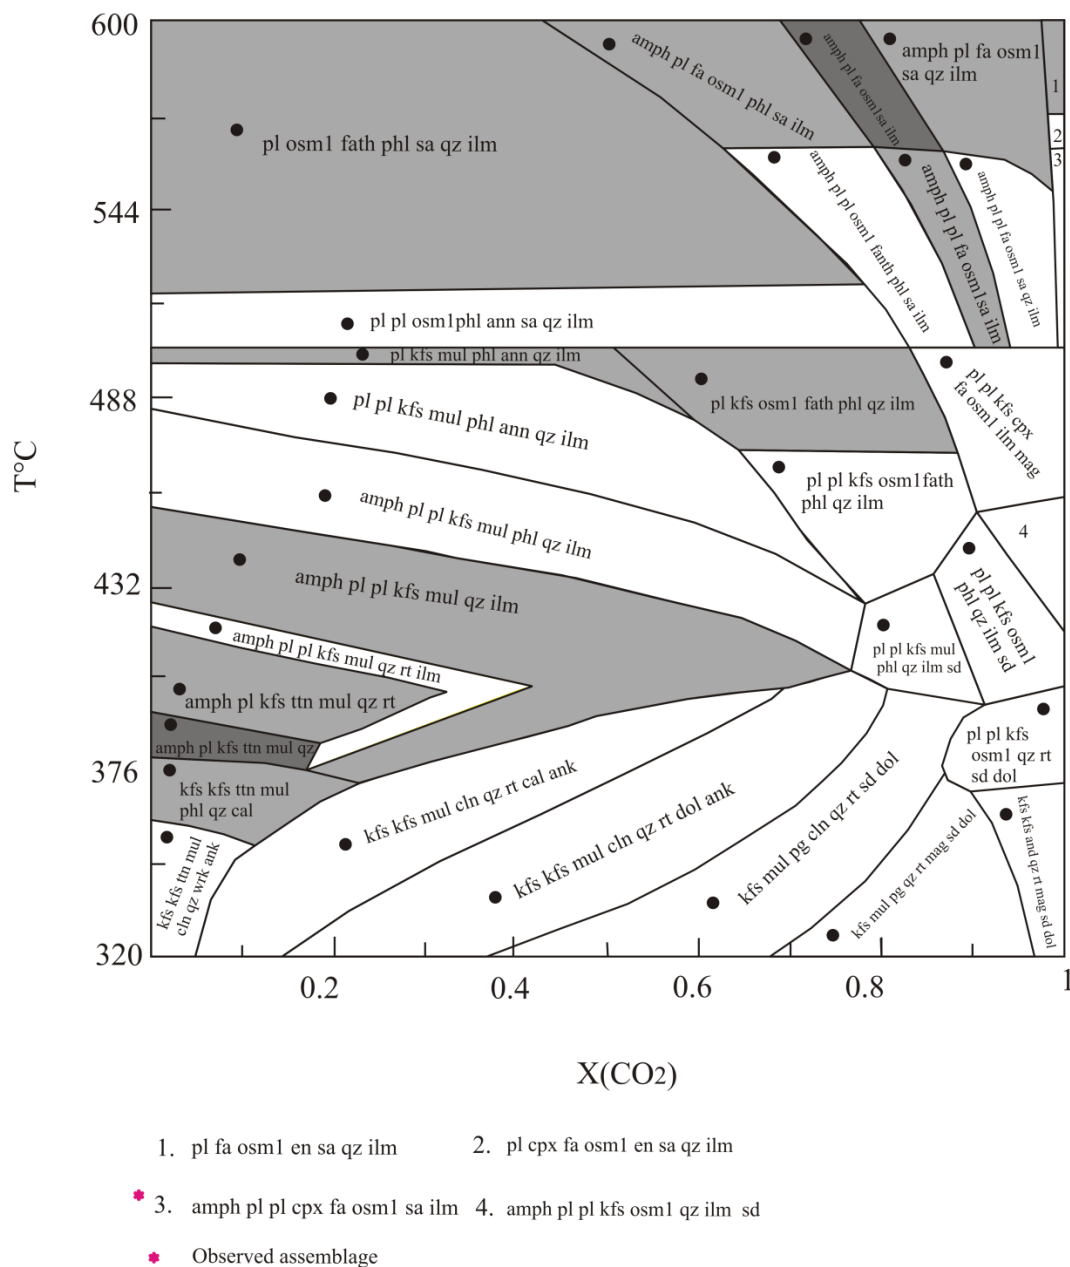 600
amph pl fa osm1 phl sa ilm
amph pl fa osm1sa ilm
amph pl fa osm1
sa qz ilm
1
2
3
pl osm1 fath phl sa qz ilm
544
amph pl pl osm1 fanth phl sa ilm
amph pl pl fa osm1sa ilm
amph pl pl fa osm1 sa qz ilm
pl pl osm1phl ann sa qz ilm
pl kfs mul phl ann qz ilm
488
pl pl kfs mul phl ann qz ilm
pl kfs osm1 fath phl qz ilm
pl pl kfs cpx
fa osm1 ilm mag
T°C
pl pl kfs osm1fath
phl qz ilm
amph pl pl kfs mul phl qz ilm
4
432
amph pl pl kfs mul qz ilm
pl pl kfs osm1
phl qz ilm sd
amph pl pl kfs mul qz rt ilm
pl pl kfs mul
phl qz ilm sd
amph pl kfs ttn mul qz rt
amph pl kfs ttn mul qz
pl pl kfs
osm1 qz rt
sd dol
376
kfs kfs ttn mul
phl qz cal
kfs kfs mul cln qz rt cal ank
kfs kfs mul cln qz rt dol ank
kfs mul pg cln qz rt sd dol
kfs mul pg qz rt mag sd dol
kfs kfs and qz rt mag sd dol
kfs kfs ttn mul
cln qz wrk ank
320
0.2 0.4 0.6 0.8 1
X(CO2)
1. pl fa osm1 en sa qz ilm 2. pl cpx fa osm1 en sa qz ilm
3. amph pl pl cpx fa osm1 sa ilm 4. amph pl pl kfs osm1 qz ilm sd
Observed assemblage